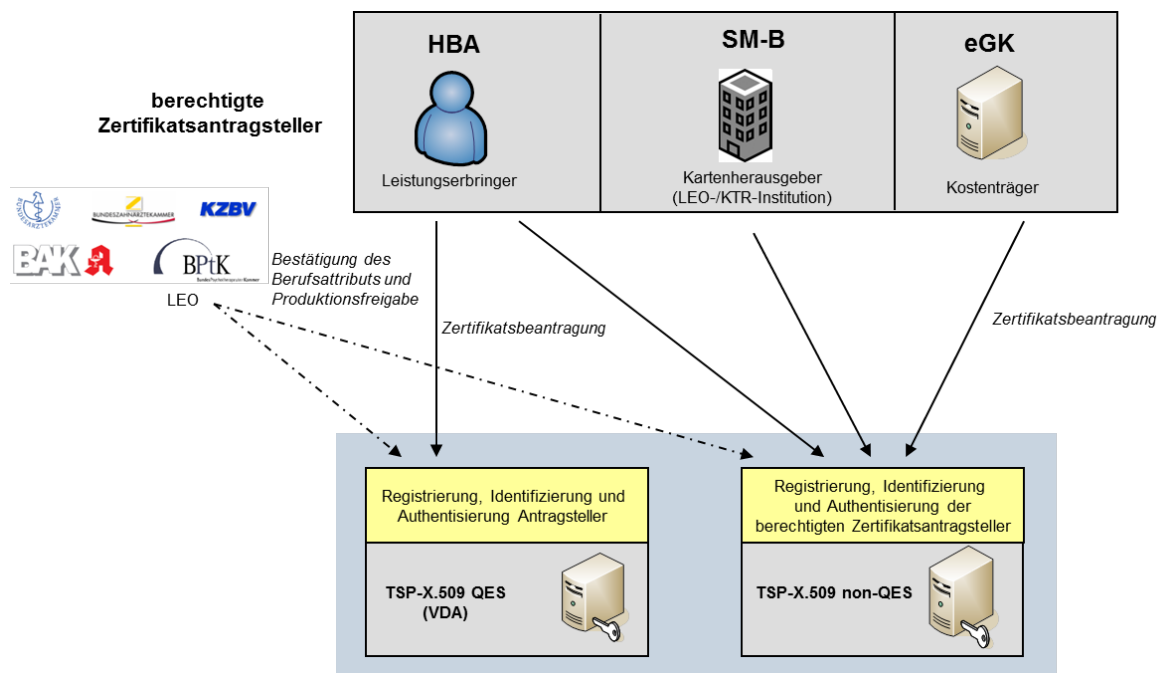 HBA
SM-B
eGK
berechtigte
Zertifikatsantragsteller
Leistungserbringer
Kartenherausgeber
(LEO-/KTR-Institution)
Kostenträger
BUNDESÄRZTEKAMMER
BUNDESZAHNÄRZTEKAMMER
KZBV
BAK
BPtK
BundesPsychotherapeutenKammer
LEO
Bestätigung des
Berufsattributs und
Produktionsfreigabe
Zertifikatsbeantragung
Zertifikatsbeantragung
Registrierung, Identifizierung und
Authentisierung Antragsteller
TSP-X.509 QES
(VDA)
Registrierung, Identifizierung
und Authentisierung der
berechtigten Zertifikatsantragsteller
TSP-X.509 non-QES